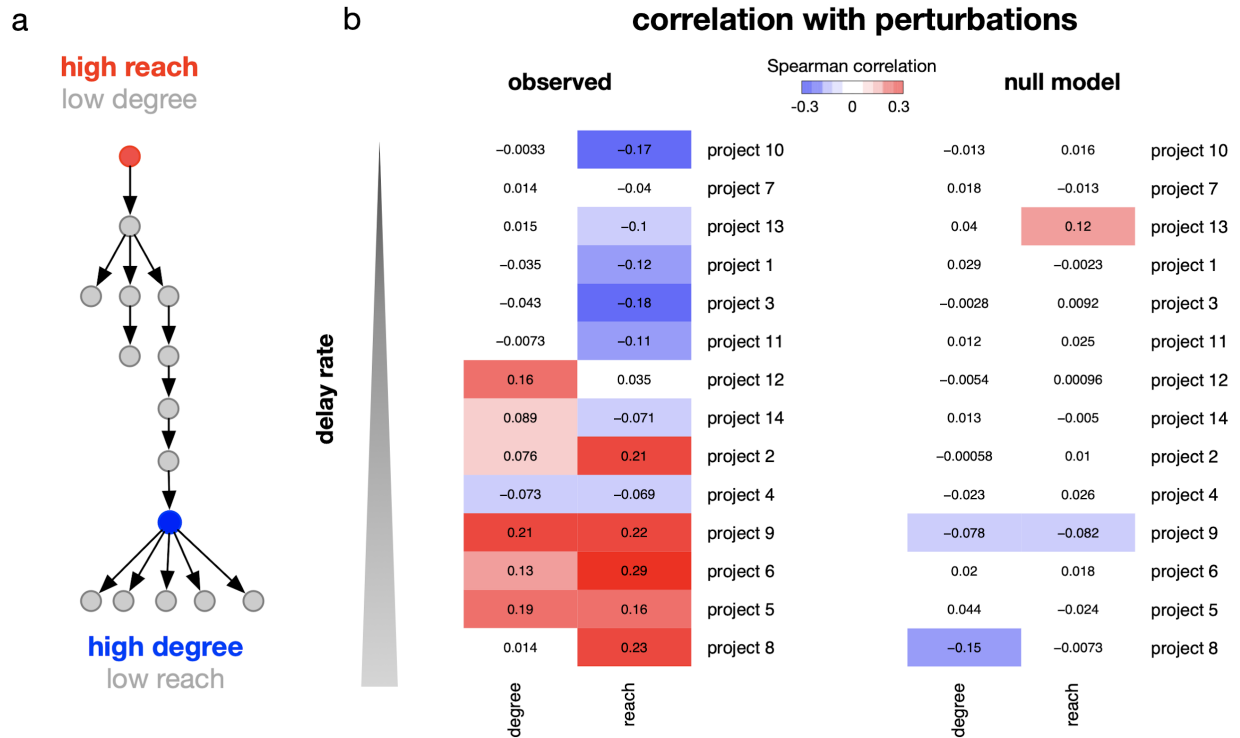 a
high reach
low degree
high degree
low reach
b
correlation with perturbations
observed
Spearman correlation
-0.3 0 0.3
null model
delay rate
−0.0033 −0.17 project 10 −0.013 0.016 project 10
0.014 −0.04 project 7 0.018 −0.013 project 7
0.015 −0.1 project 13 0.04 0.12 project 13
−0.035 −0.12 project 1 0.029 −0.0023 project 1
−0.043 −0.18 project 3 −0.0028 0.0092 project 3
−0.0073 −0.11 project 11 0.012 0.025 project 11
0.16 0.035 project 12 −0.0054 0.00096 project 12
0.089 −0.071 project 14 0.013 −0.005 project 14
0.076 0.21 project 2 −0.00058 0.01 project 2
−0.073 −0.069 project 4 −0.023 0.026 project 4
0.21 0.22 project 9 −0.078 −0.082 project 9
0.13 0.29 project 6 0.02 0.018 project 6
0.19 0.16 project 5 0.044 −0.024 project 5
0.014 0.23 project 8 −0.15 −0.0073 project 8
degree reach degree reach